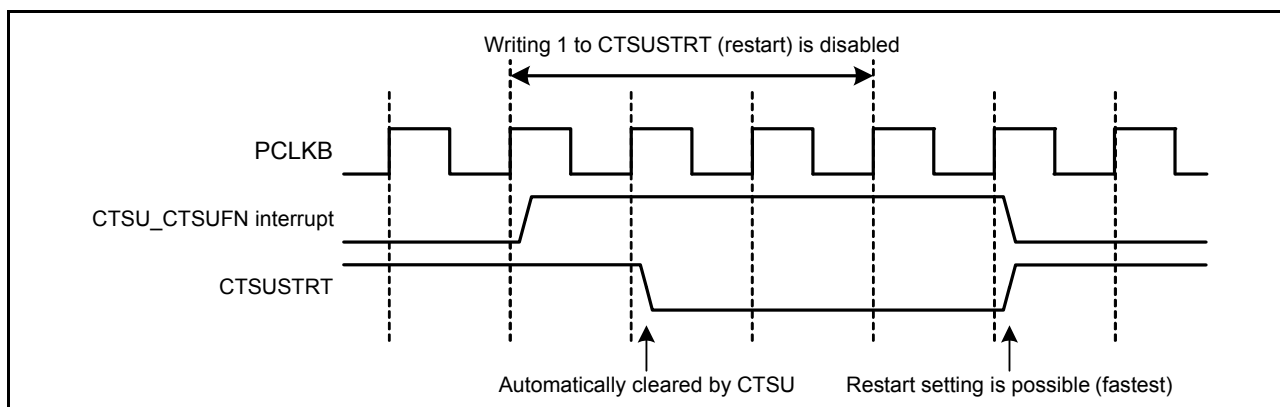 Writing 1 to CTSUSTRT (restart) is disabled
PCLKB
CTSU_CTSUFN interrupt
CTSUSTRT
Automatically cleared by CTSU
Restart setting is possible (fastest)